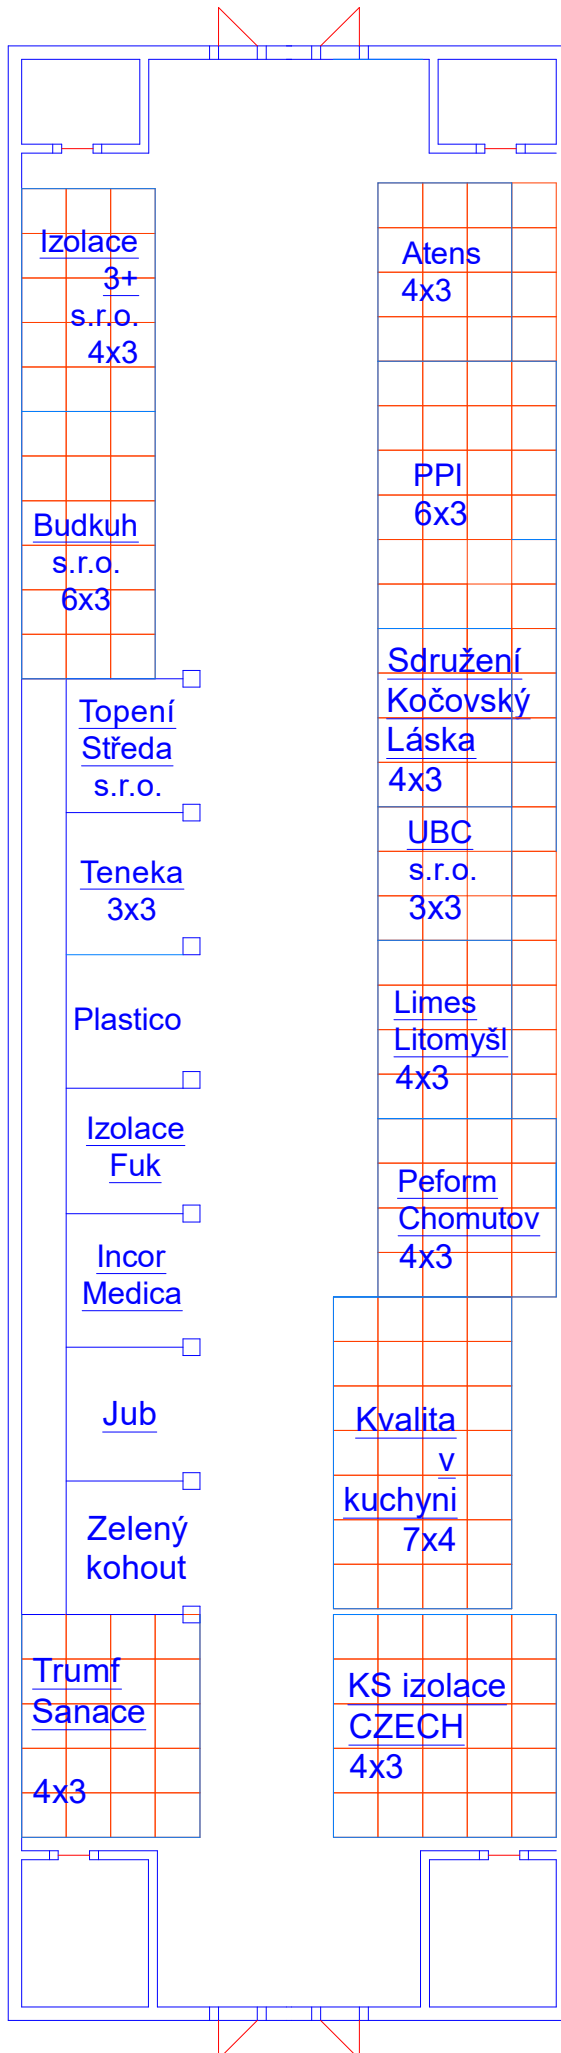 Izolace
3+
s.r.o.
4x3
Budkuh
s.r.o.
6x3
Topení
Středa
s.r.o.
Teneka
3x3
Plastico
Izolace
Fuk
Incor
Medica
Jub
Zelený
kohout
Trumf
Sanace
4x3
Atens
4x3
PPI
6x3
Sdružení
Kočovský
Láska
4x3
UBC
s.r.o.
3x3
Limes
Litomyšl
4x3
Peform
Chomutov
4x3
Kvalita
v
kuchyni
7x4
KS izolace
CZECH
4x3